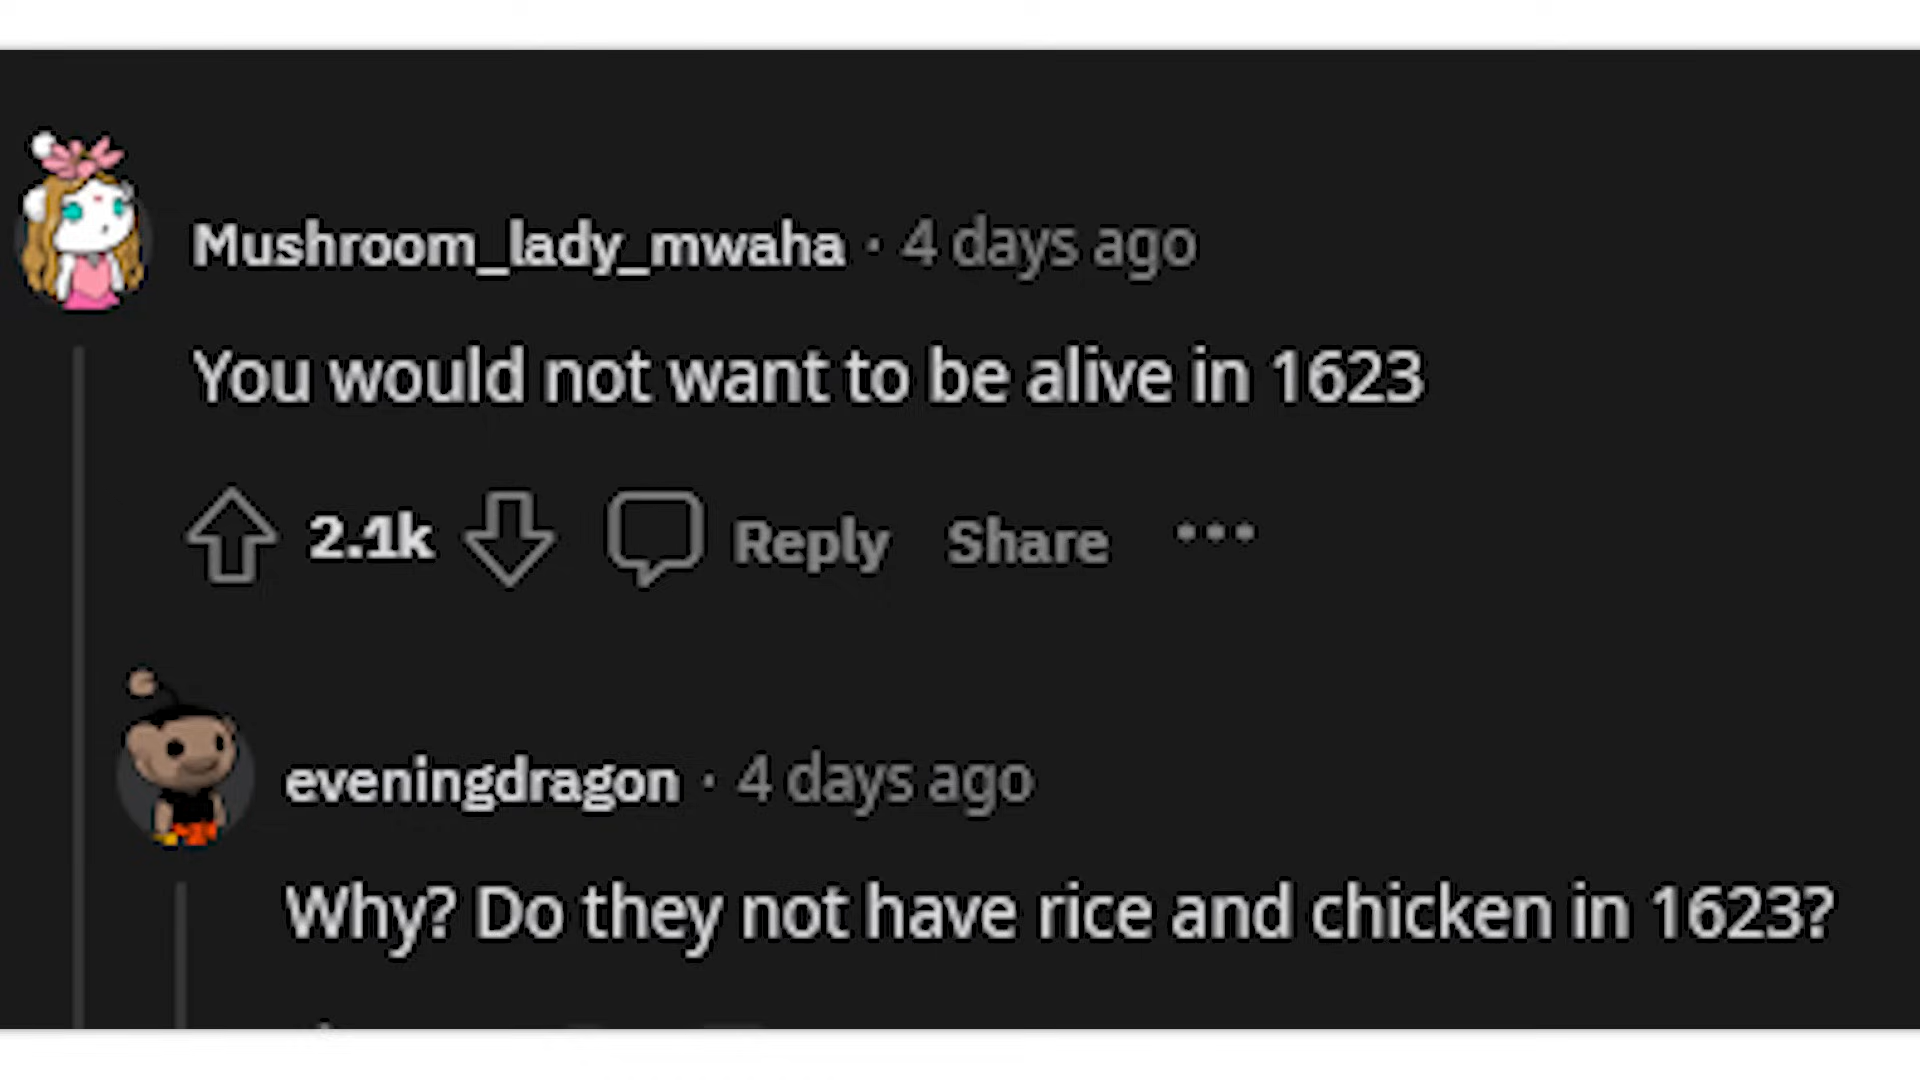 Mushroom_lady_mwaha · 4 days ago
You would not want to be alive in 1623
2.1k Reply Share ···
eveningdragon · 4 days ago
Why? Do they not have rice and chicken in 1623?